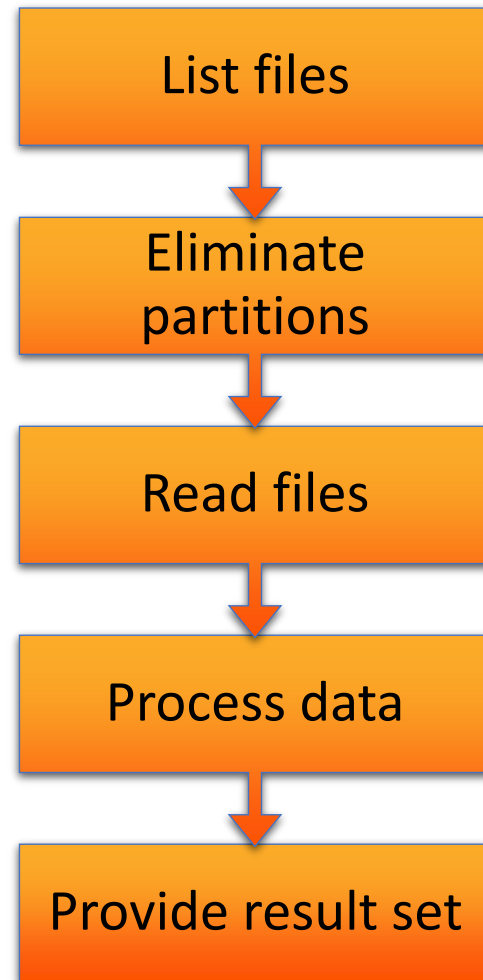 List files
Eliminate
partitions
Read files
Process data
Provide result set